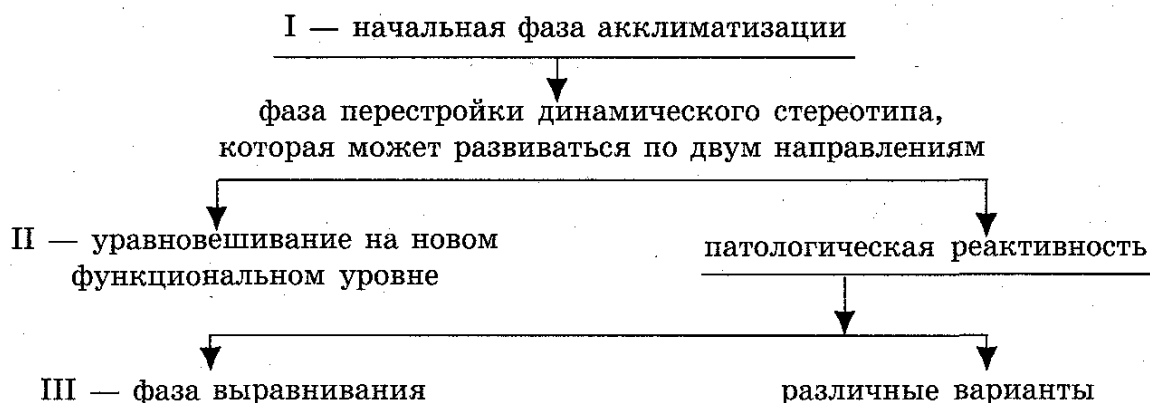 I — начальная фаза акклиматизации
фаза перестройки динамического стереотипа,
которая может развиваться по двум направлениям
II — уравновешивание на новом
функциональном уровне
патологическая реактивность
III — фаза выравнивания
различные варианты